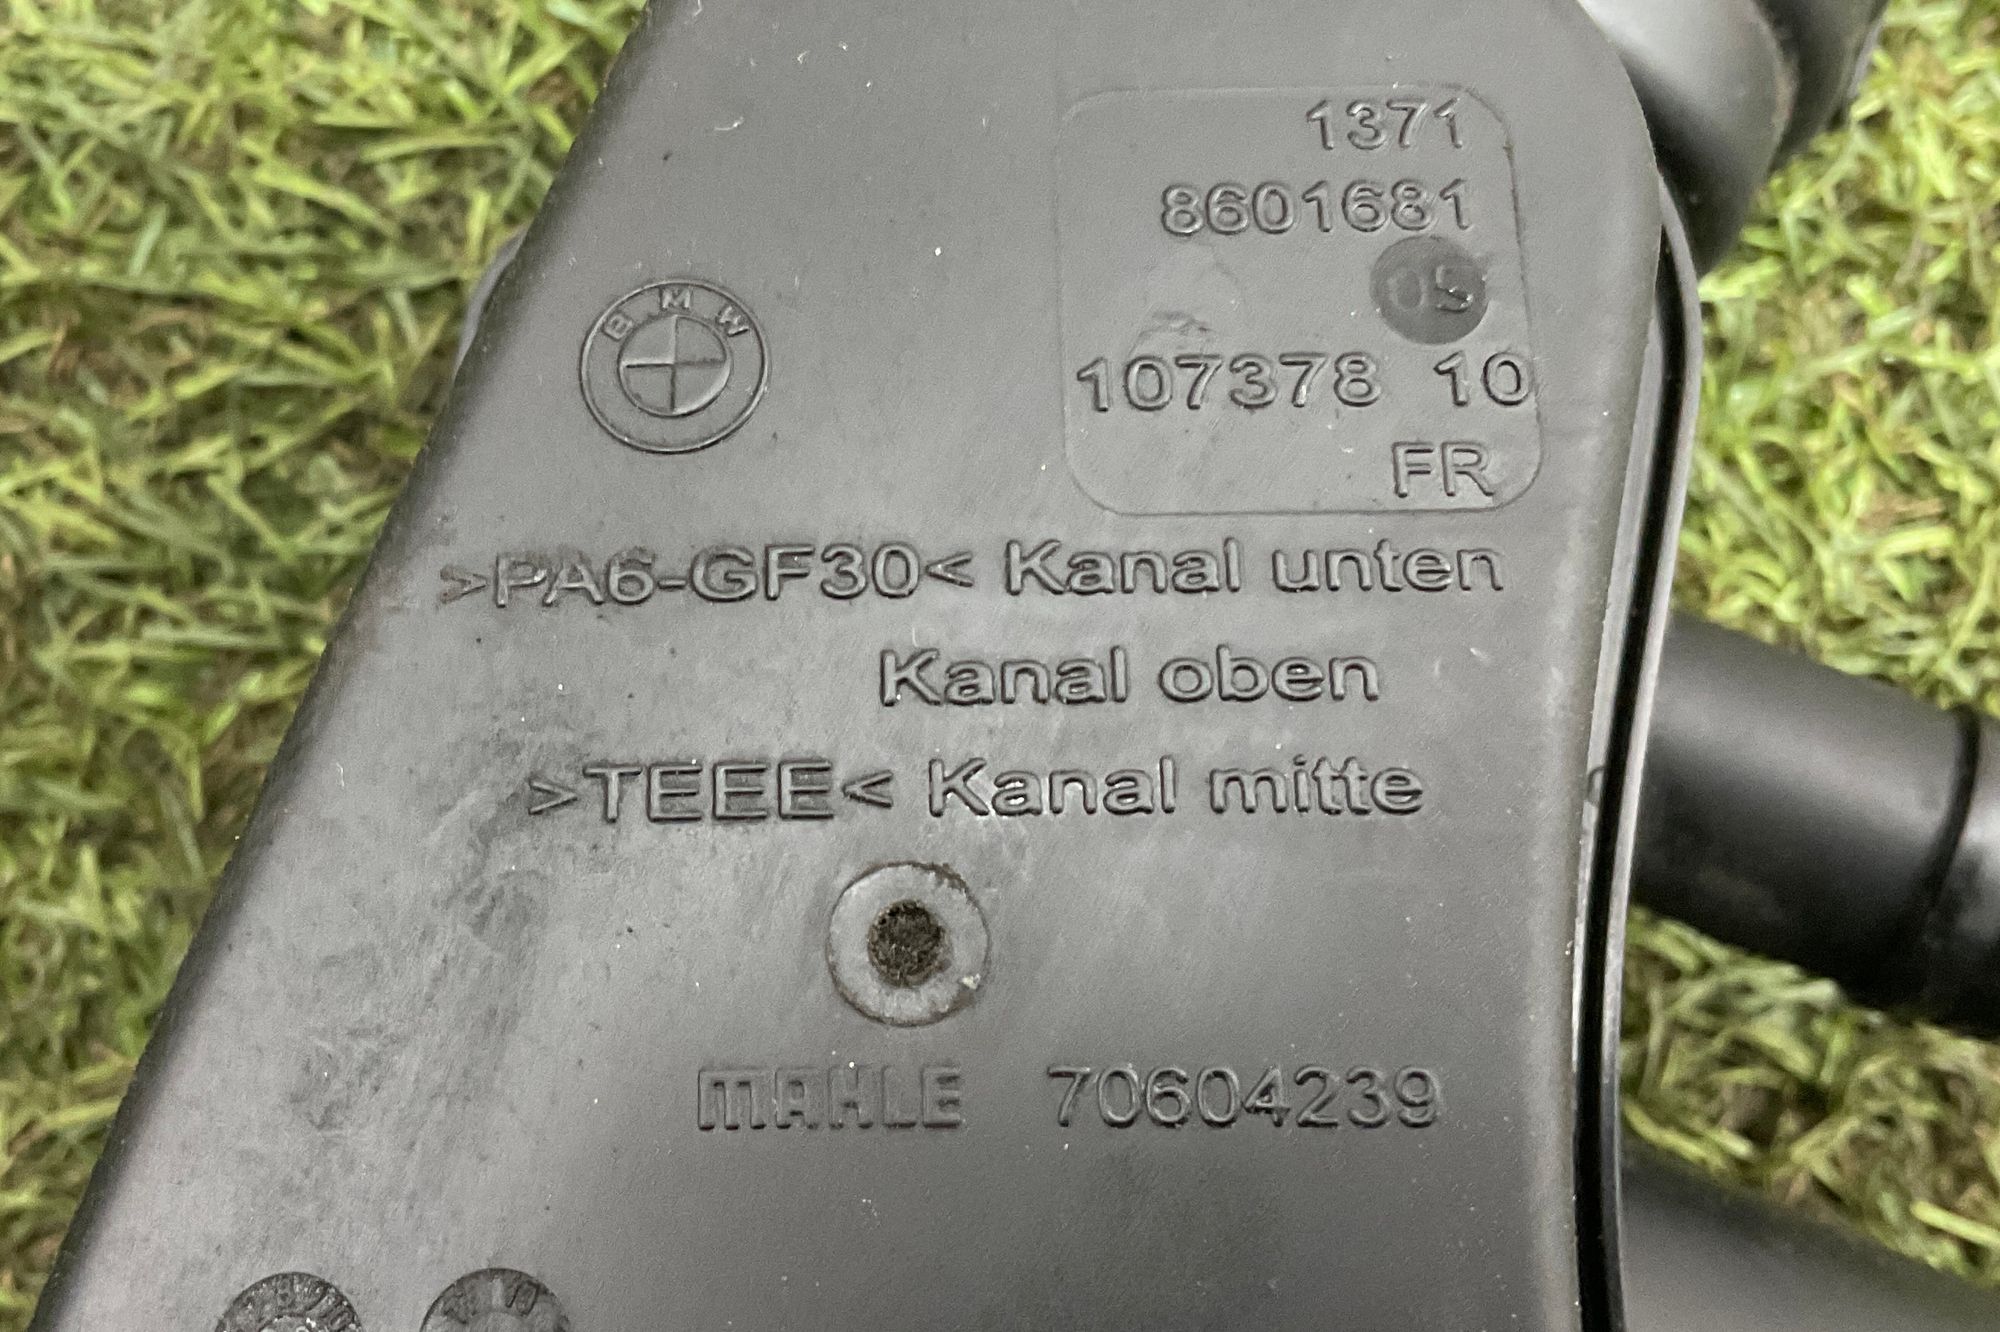 1371
8601681
05
BMW
107378 10
FR
>PA6-GF30< Kanal unten
Kanal oben
>TEEE< Kanal mitte
MAHLE 70604239